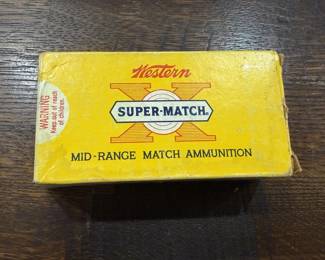 Western
X
SUPER-MATCH®
MID-RANGE MATCH AMMUNITION
WARNING
Keep out of reach
of children.